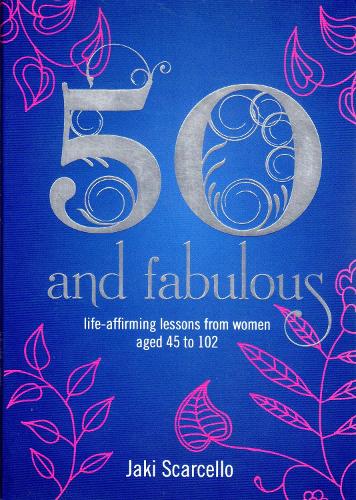 50
and fabulous
life-affirming lessons from women
aged 45 to 102
Jaki Scarcello